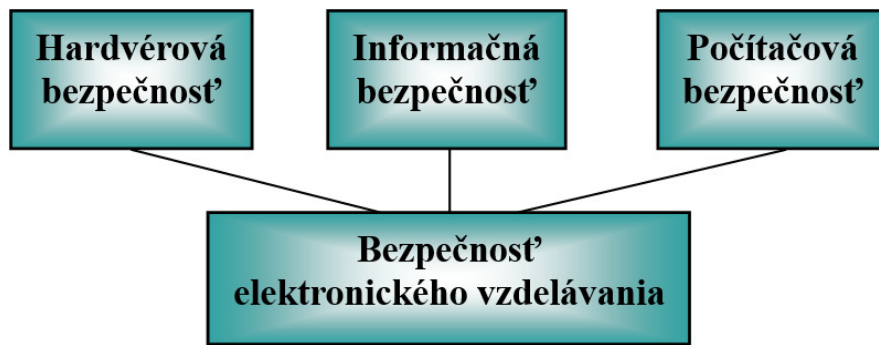 Hardvérová
bezpečnosť
Informačná
bezpečnosť
Počítačová
bezpečnosť
Bezpečnosť
elektronického vzdelávania